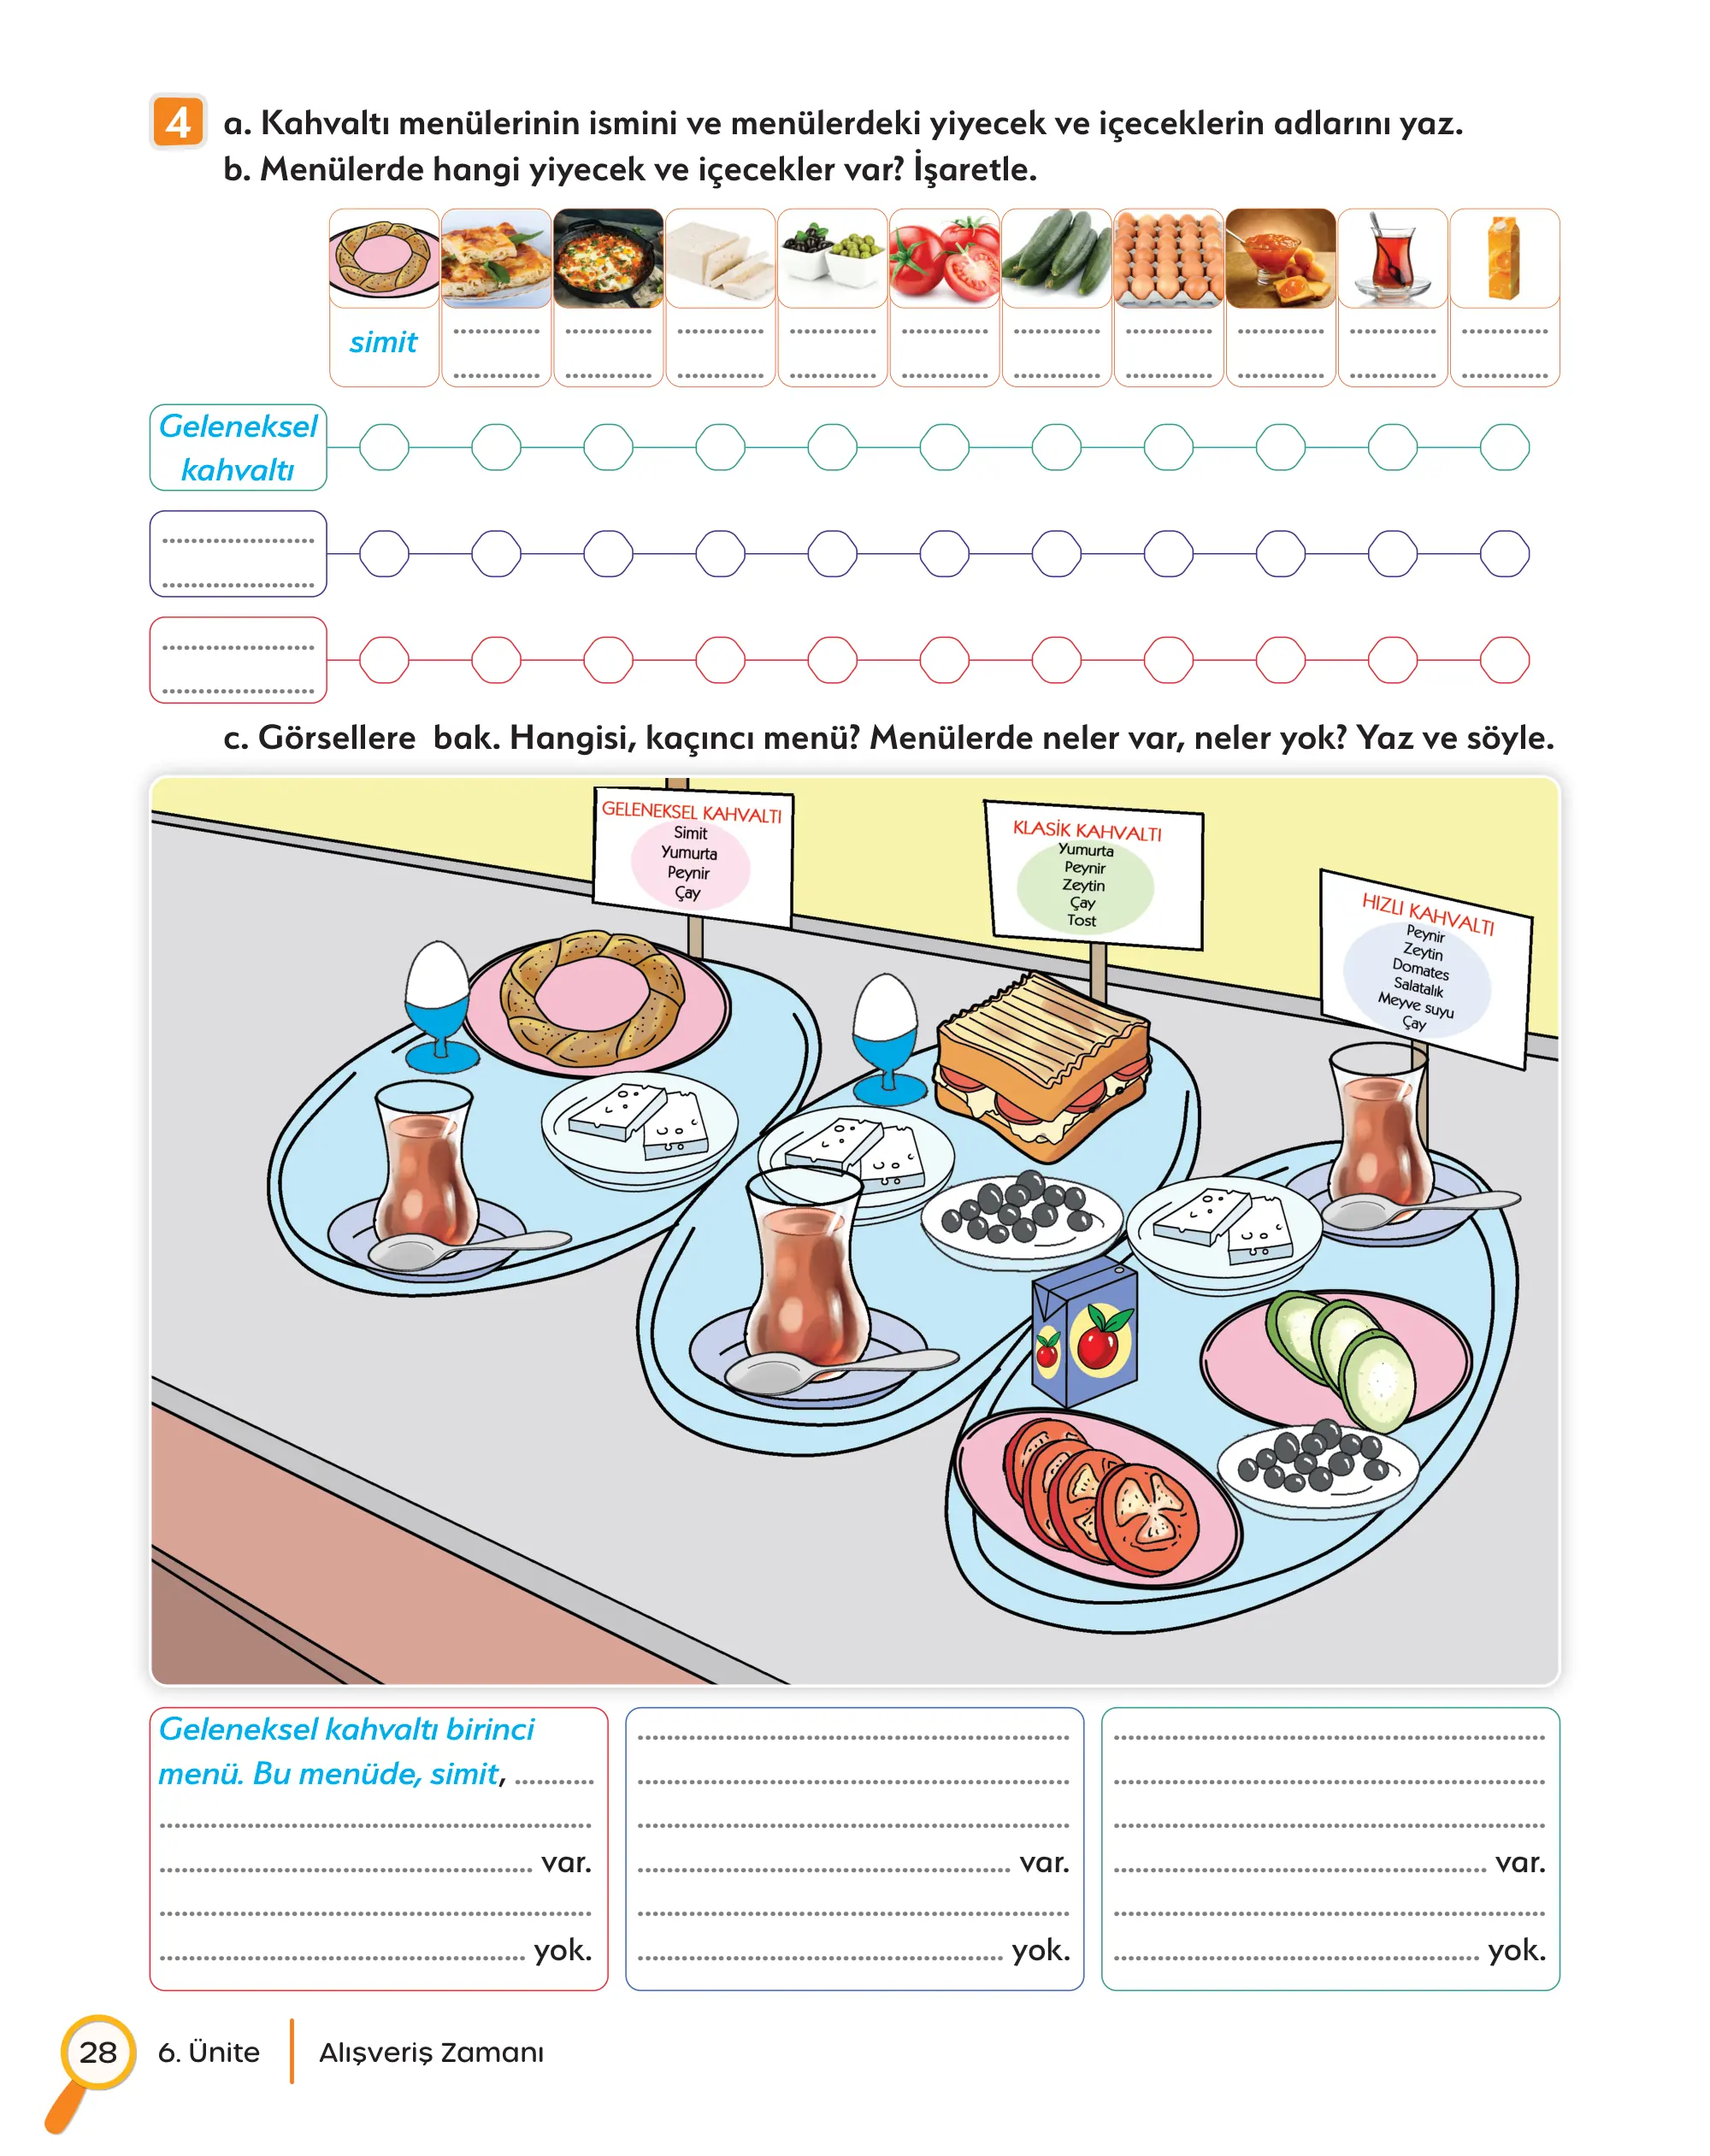 4
a. Kahvaltı menülerinin ismini ve menülerdeki yiyecek ve içeceklerin adlarını yaz.
b. Menülerde hangi yiyecek ve içecekler var? İşaretle.
simit
Geleneksel
kahvaltı
c. Görsellere bak. Hangisi, kaçıncı menü? Menülerde neler var, neler yok? Yaz ve söyle.
GELENEKSEL KAHVALTI
Simit
Yumurta
Peynir
Çay
KLASİK KAHVALTI
Yumurta
Peynir
Zeytin
Çay
Tost
HIZLI KAHVALTI
Peynir
Zeytin
Domates
Salatalık
Meyve suyu
Çay
Geleneksel kahvaltı birinci
menü. Bu menüde, simit, ...........
var.
yok.
var.
yok.
var.
yok.
28 6. Ünite Alışveriş Zamanı